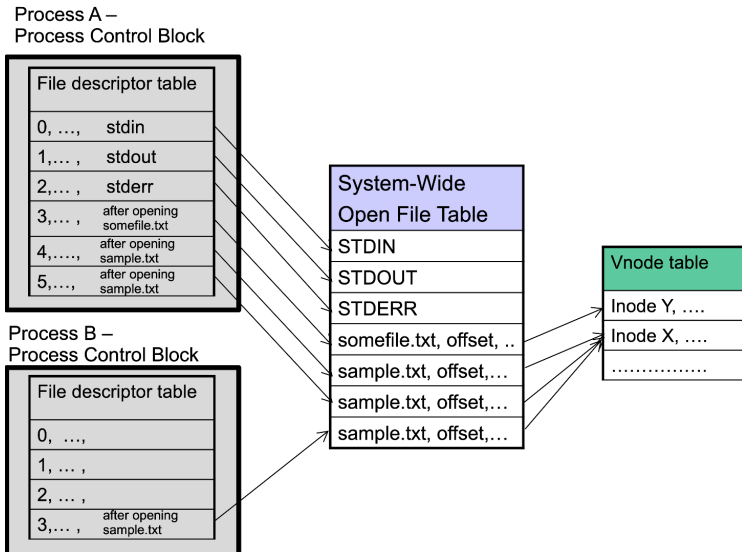 Process A –
Process Control Block
File descriptor table
0, …, stdin
1,… , stdout
2,…, stderr
3,… , after opening
somefile.txt
4,…., after opening
sample.txt
5,…, after opening
sample.txt
Process B –
Process Control Block
File descriptor table
0, …,
1, … ,
2, … ,
3,… , after opening
sample.txt
System-Wide
Open File Table
STDIN
STDOUT
STDERR
somefile.txt, offset, ..
sample.txt, offset,…
sample.txt, offset,…
sample.txt, offset,…
Vnode table
Inode Y, ….
Inode X, ….
…………….